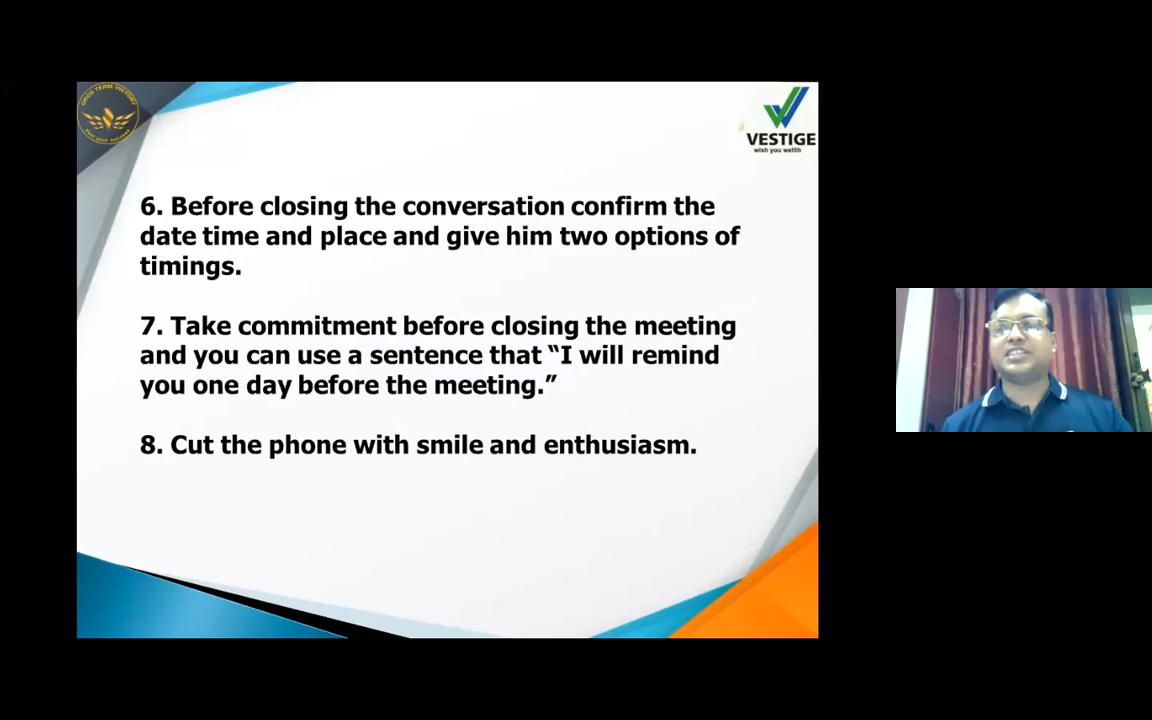 VESTIGE
wish you wellth
6. Before closing the conversation confirm the
date time and place and give him two options of
timings.
7. Take commitment before closing the meeting
and you can use a sentence that “I will remind
you one day before the meeting.”
8. Cut the phone with smile and enthusiasm.